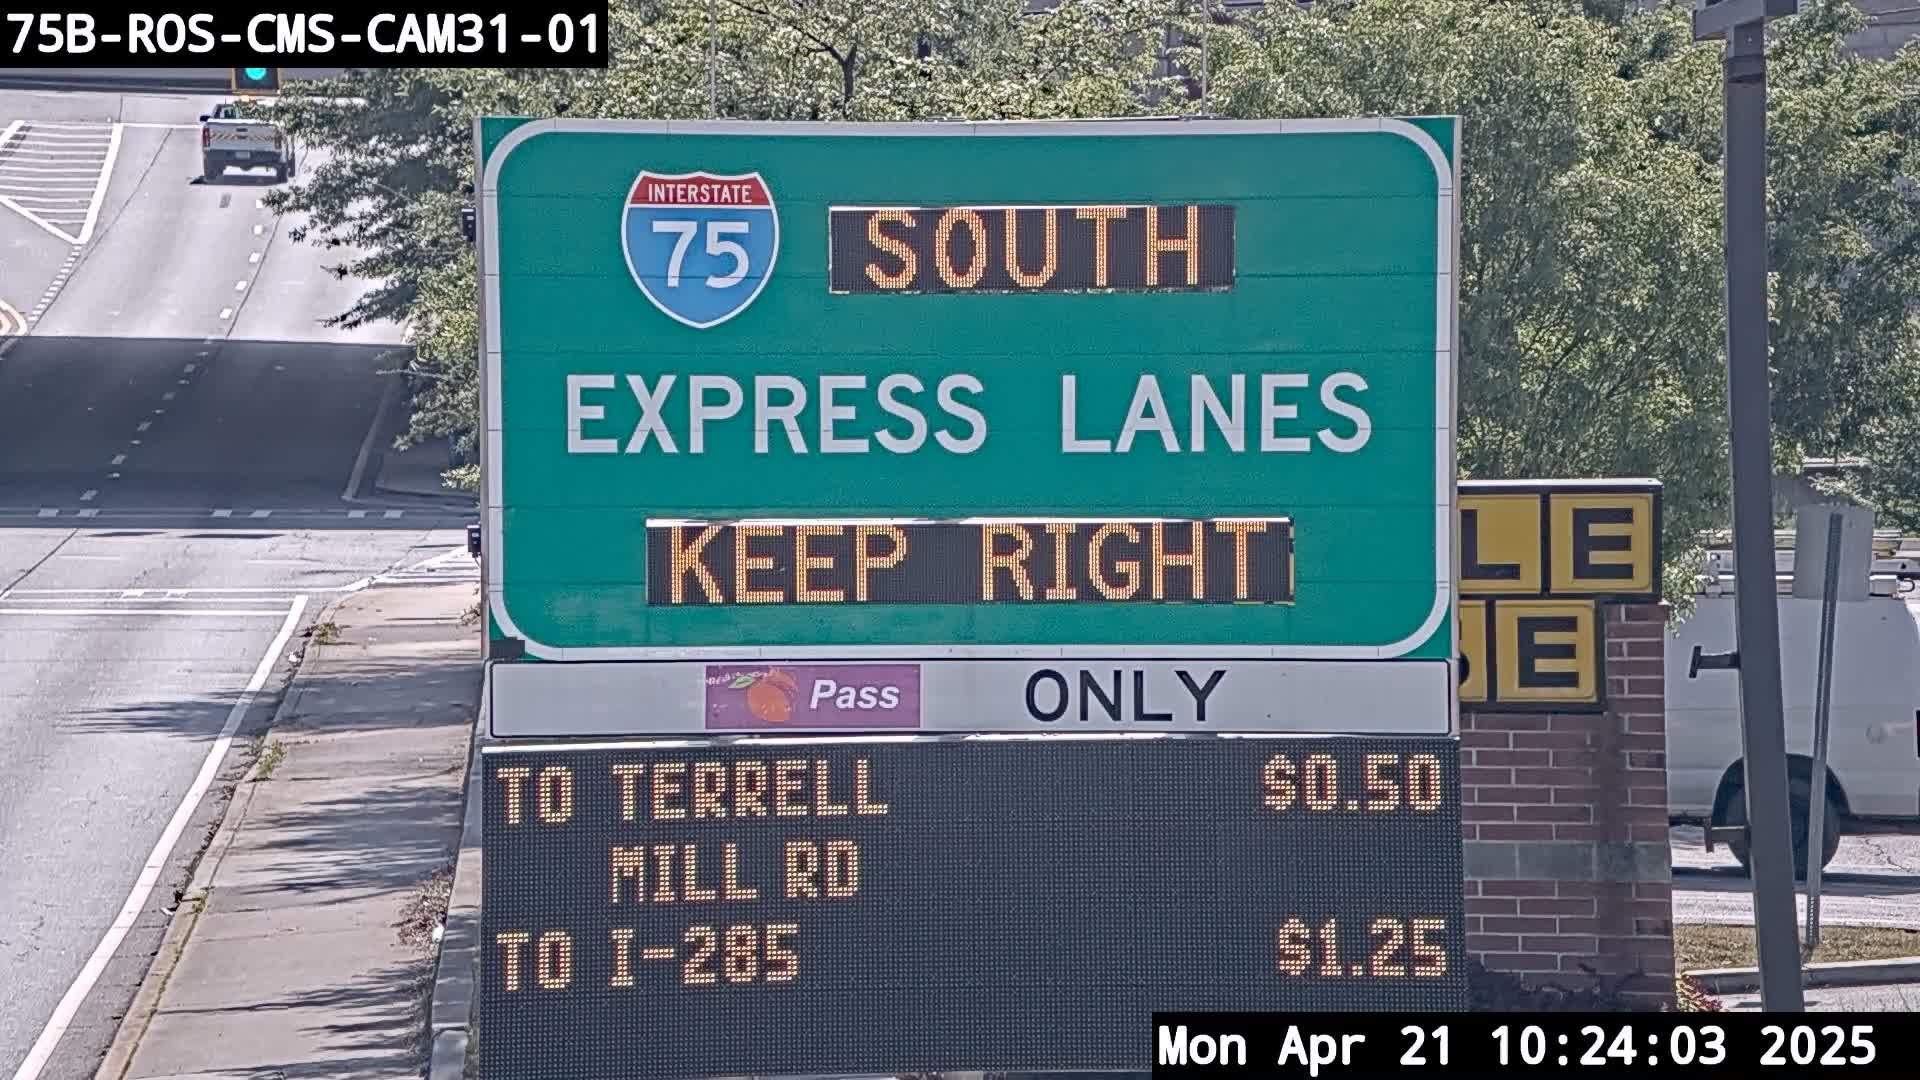 75B-ROS-CMS-CAM31-01
INTERSTATE
75
SOUTH
EXPRESS LANES
KEEP RIGHT
LE
E
Pass ONLY
TO TERRELL $0.50
MILL RD
TO I-285 $1.25
Mon Apr 21 10:24:03 2025